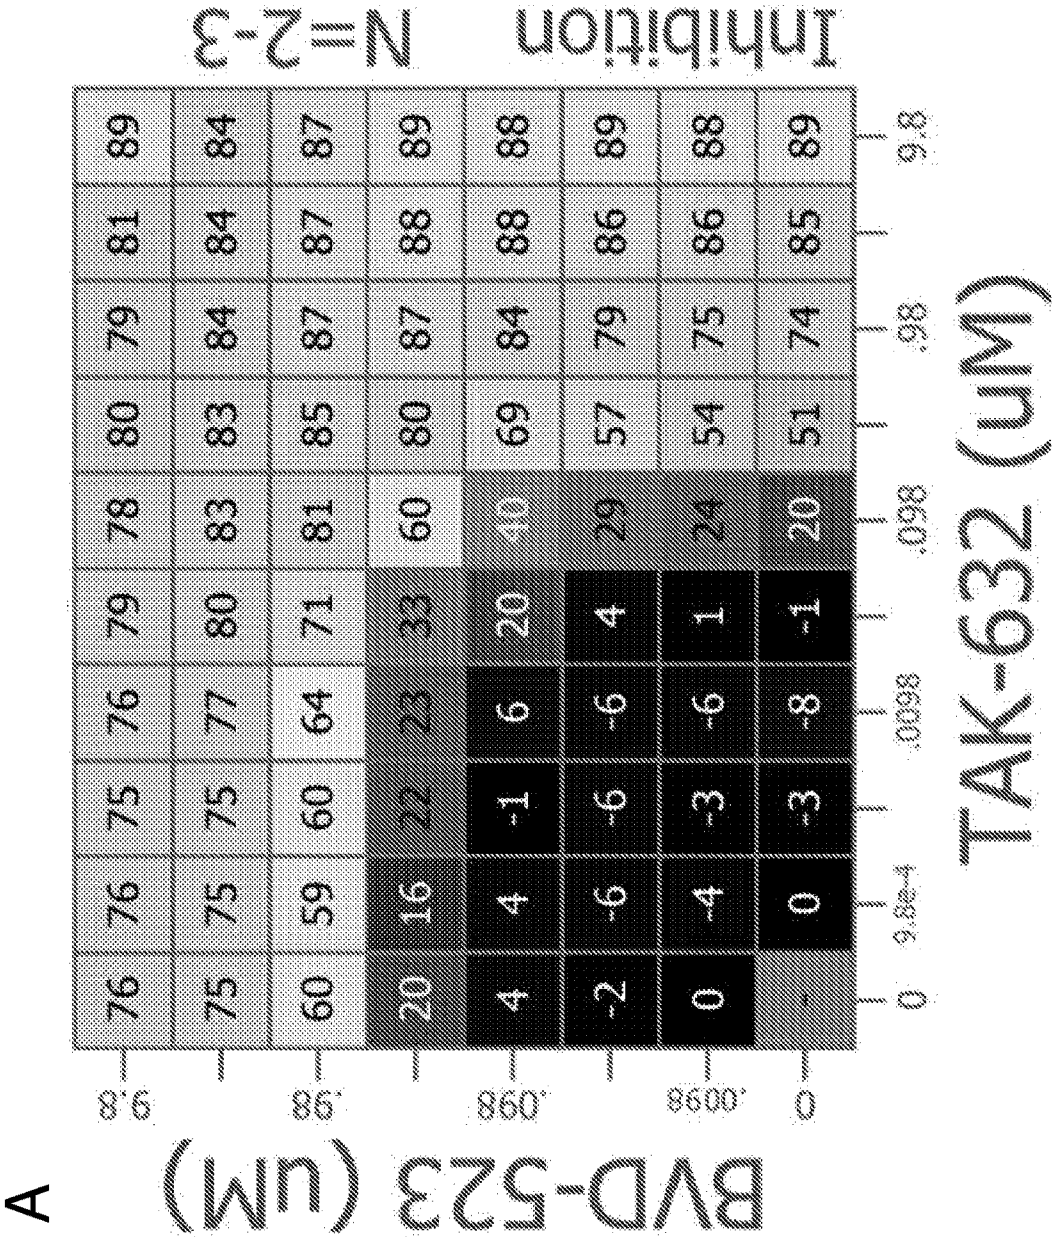 A
BVD-523 (uM)
9.8 76 76 75 76 79 78 80 79 81 89
75 75 75 77 80 83 83 84 84 84
.98 60 59 60 64 71 81 85 87 87 87
20 16 22 23 33 60 80 87 88 89
.098 4 4 -1 6 20 40 69 84 88 88
-2 -6 -6 -6 4 29 57 79 86 89
.0098 0 -4 -3 -6 1 24 54 75 86 88
0 - 0 -3 -8 -1 20 51 74 85 89
0 9.8e-4 .0098 .098 .98 9.8
TAK-632 (uM)
N=2-3
Inhibition